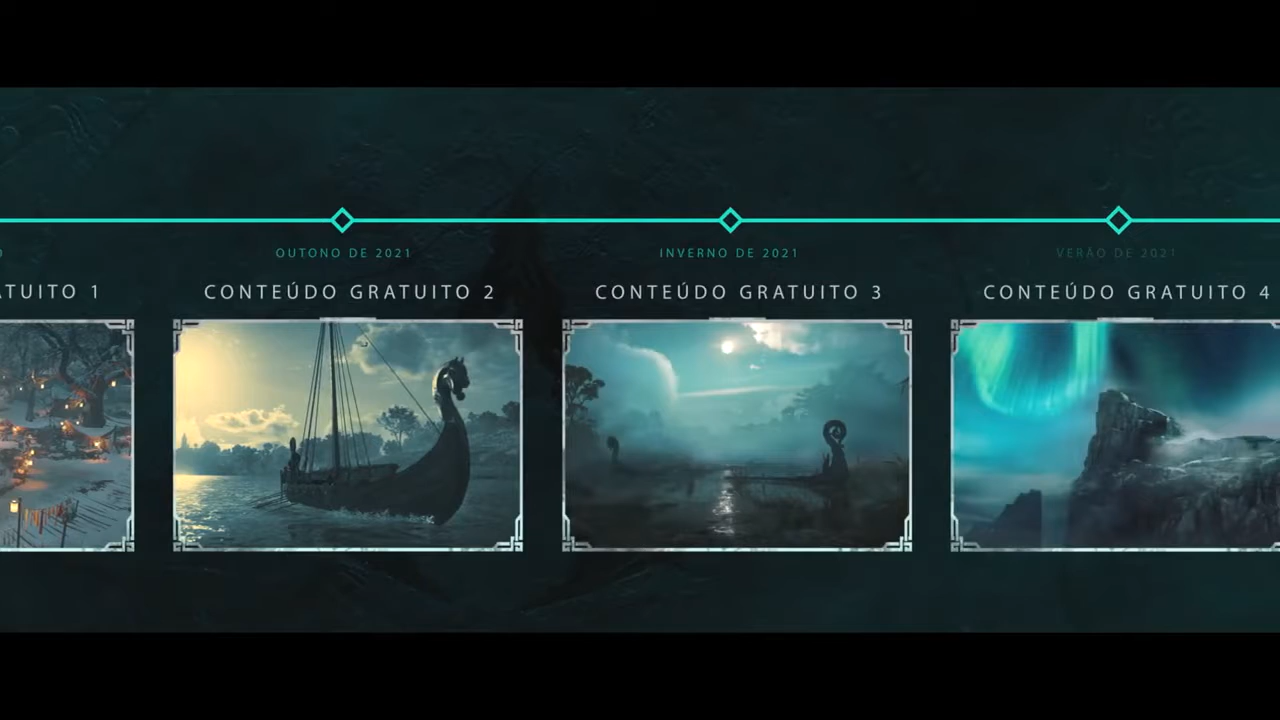 OUTONO DE 2021
INVERNO DE 2021
VERÃO DE 2021
1
CONTEÚDO GRATUITO 2
CONTEÚDO GRATUITO 3
CONTEÚDO GRATUITO 4